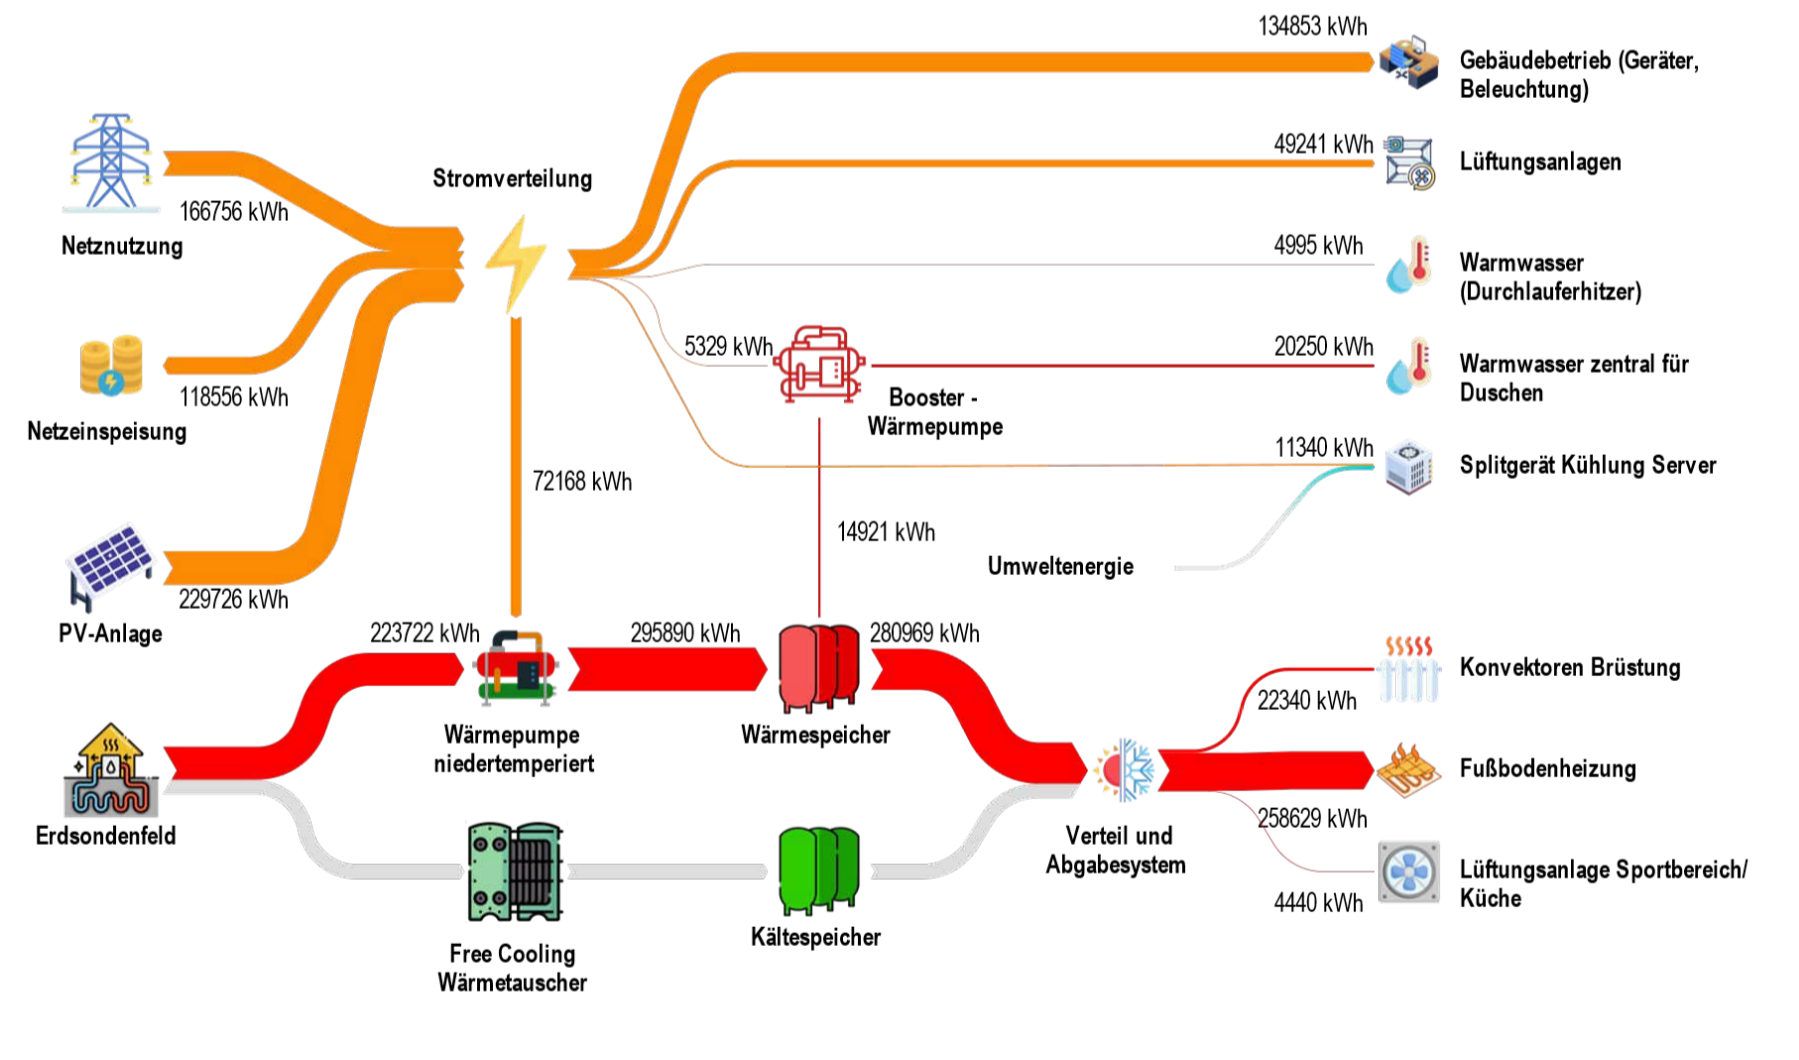 134853 kWh
Gebäudebetrieb (Geräter,
Beleuchtung)
49241 kWh
Lüftungsanlagen
Stromverteilung
166756 kWh
Netznutzung
4995 kWh
Warmwasser
(Durchlauferhitzer)
5329 kWh
20250 kWh
Warmwasser zentral für
Duschen
118556 kWh
Netzeinspeisung
Booster -
Wärmepumpe
11340 kWh
Splitgerät Kühlung Server
72168 kWh
14921 kWh
Umweltenergie
229726 kWh
PV-Anlage
223722 kWh
295890 kWh
280969 kWh
Konvektoren Brüstung
22340 kWh
Wärmepumpe
niedertemperiert
Wärmespeicher
Fußbodenheizung
258629 kWh
Erdsondenfeld
Verteil und
Abgabesystem
Lüftungsanlage Sportbereich/
Küche
4440 kWh
Kältespeicher
Free Cooling
Wärmetauscher